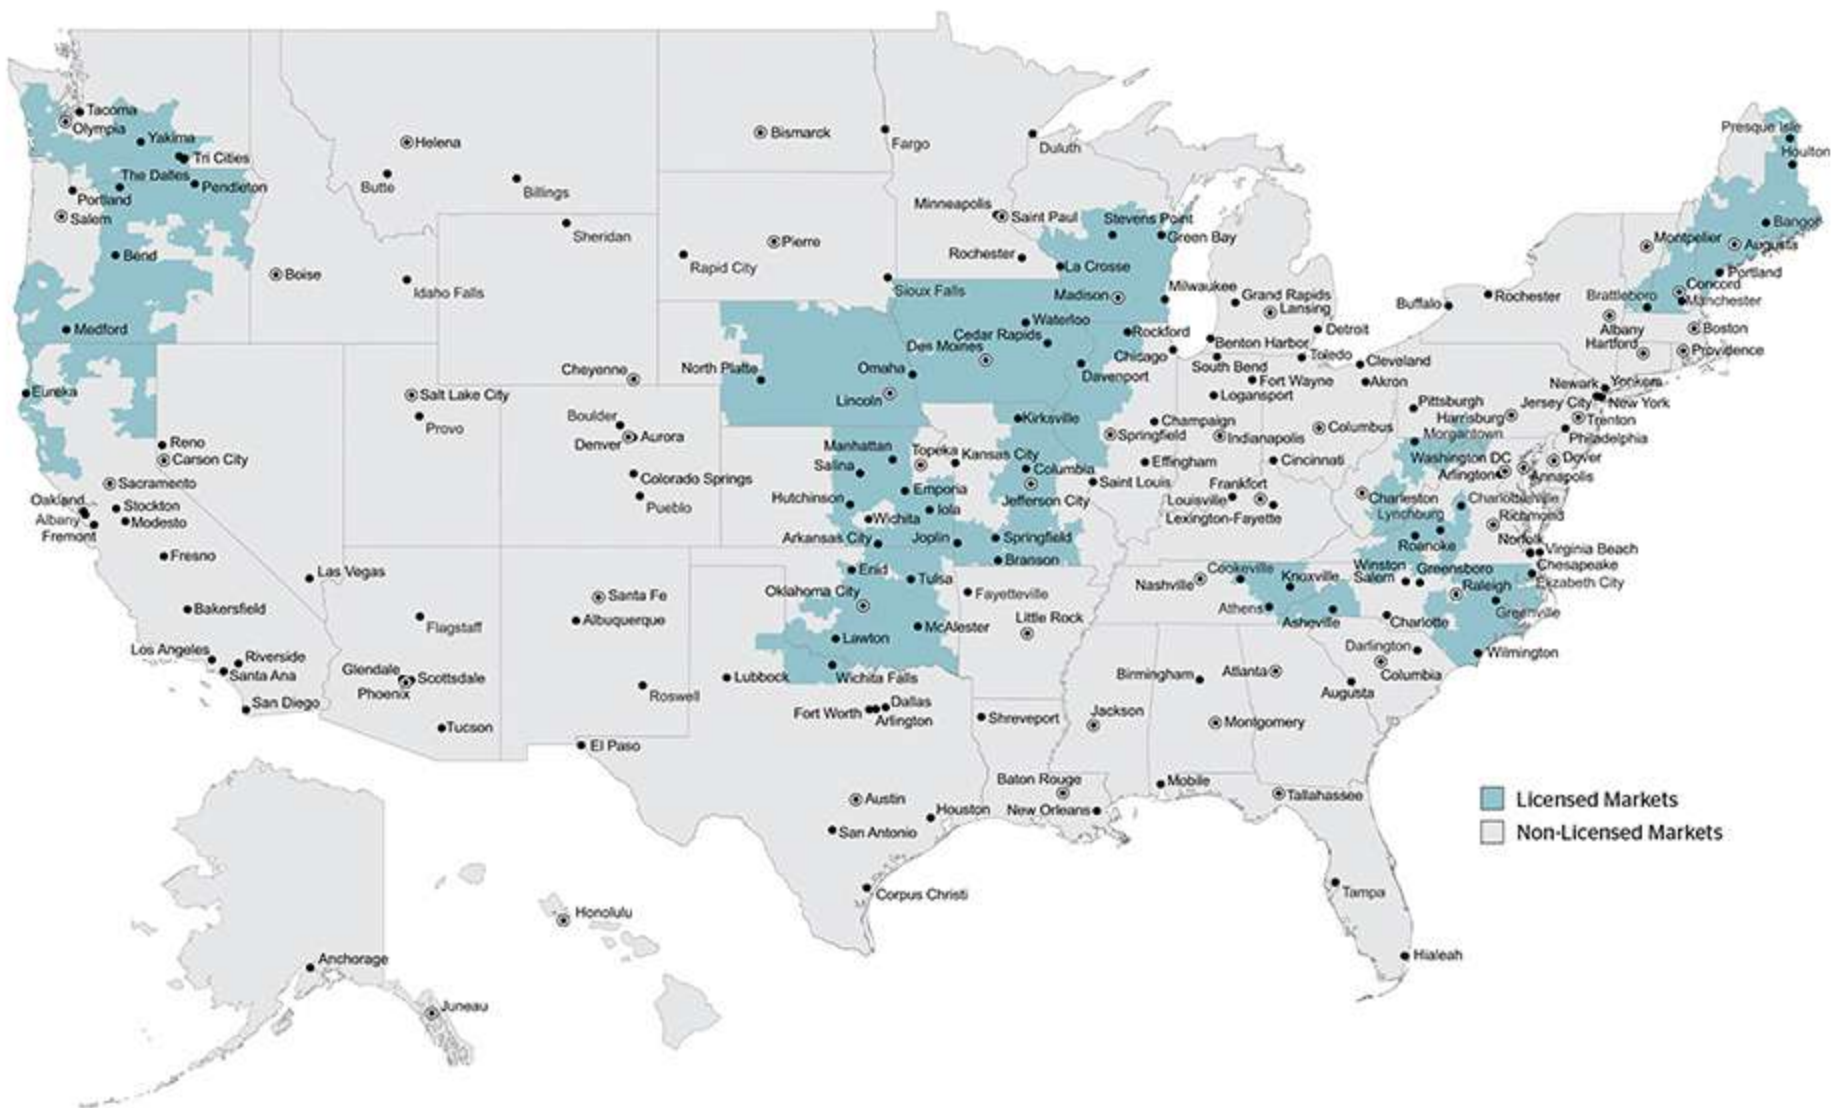 Tacoma
Olympia
Yakima
Tri Cities
The Dalles
Pendleton
Portland
Salem
Bend
Medford
Eureka
Boise
Helena
Butte
Billings
Idaho Falls
Sheridan
Bismarck
Fargo
Duluth
Pierre
Rapid City
Sioux Falls
Minneapolis
Saint Paul
Rochester
Stevens Point
Green Bay
La Crosse
Madison
Milwaukee
Waterloo
Cedar Rapids
Des Moines
Rockford
Chicago
Davenport
Grand Rapids
Lansing
Detroit
Benton Harbor
South Bend
Toledo
Fort Wayne
Logansport
Cleveland
Akron
Buffalo
Rochester
Presque Isle
Houlton
Bangor
Montpelier
Augusta
Portland
Concord
Manchester
Brattleboro
Albany
Boston
Hartford
Providence
Newark
Yonkers
Jersey City
New York
Pittsburgh
Harrisburg
Trenton
Philadelphia
Morgantown
Washington DC
Dover
Arlington
Annapolis
Charleston
Charlottesville
Lynchburg
Richmond
Roanoke
Norfolk
Virginia Beach
Chesapeake
Elizabeth City
Winston
Salem
Greensboro
Raleigh
Greenville
Charlotte
Wilmington
Darlington
Columbia
Augusta
Cheyenne
North Platte
Omaha
Lincoln
Salt Lake City
Provo
Boulder
Denver
Aurora
Colorado Springs
Pueblo
Reno
Carson City
Sacramento
Oakland
Stockton
Albany
Modesto
Fremont
Fresno
Las Vegas
Bakersfield
Los Angeles
Riverside
Santa Ana
San Diego
Flagstaff
Glendale
Scottsdale
Phoenix
Tucson
Santa Fe
Albuquerque
Roswell
El Paso
Manhattan
Topeka
Kansas City
Salina
Hutchinson
Emporia
Iola
Wichita
Arkansas City
Joplin
Kirksville
Columbia
Jefferson City
Saint Louis
Springfield
Branson
Springfield
Champaign
Effingham
Indianapolis
Columbus
Cincinnati
Frankfort
Louisville
Lexington-Fayette
Enid
Tulsa
Oklahoma City
Lawton
McAlester
Wichita Falls
Lubbock
Fort Worth
Dallas
Arlington
Fayetteville
Little Rock
Shreveport
Nashville
Cookeville
Knoxville
Athens
Asheville
Birmingham
Atlanta
Jackson
Montgomery
Mobile
Tallahassee
Baton Rouge
New Orleans
Austin
Houston
San Antonio
Corpus Christi
Tampa
Hialeah
Anchorage
Juneau
Honolulu
Licensed Markets
Non-Licensed Markets